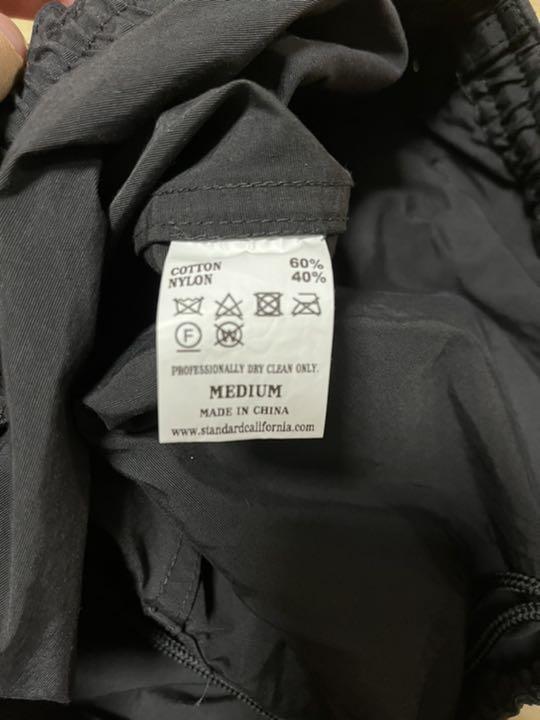 COTTON 60%
NYLON 40%
F W
PROFESSIONALLY DRY CLEAN ONLY.
MEDIUM
MADE IN CHINA
www.standardcalifornia.com